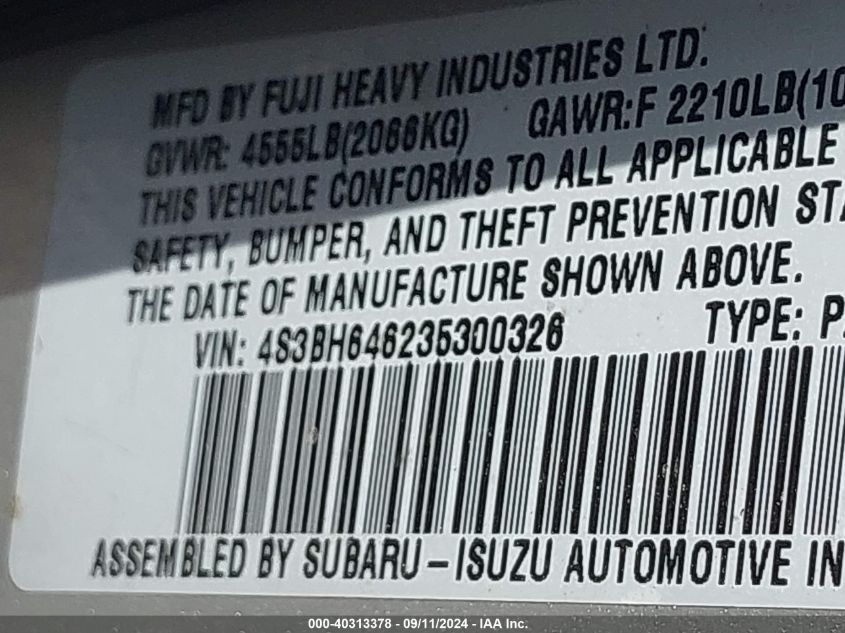 MFD BY FUJI HEAVY INDUSTRIES LTD.
GVWR: 4555LB(2066KG) GAWR:F 2210LB(10
THIS VEHICLE CONFORMS TO ALL APPLICABLE
SAFETY, BUMPER, AND THEFT PREVENTION STA
THE DATE OF MANUFACTURE SHOWN ABOVE.
VIN: 4S3BH646235300326 TYPE: P
ASSEMBLED BY SUBARU-ISUZU AUTOMOTIVE IN
000-40313378 - 09/11/2024 - IAA Inc.